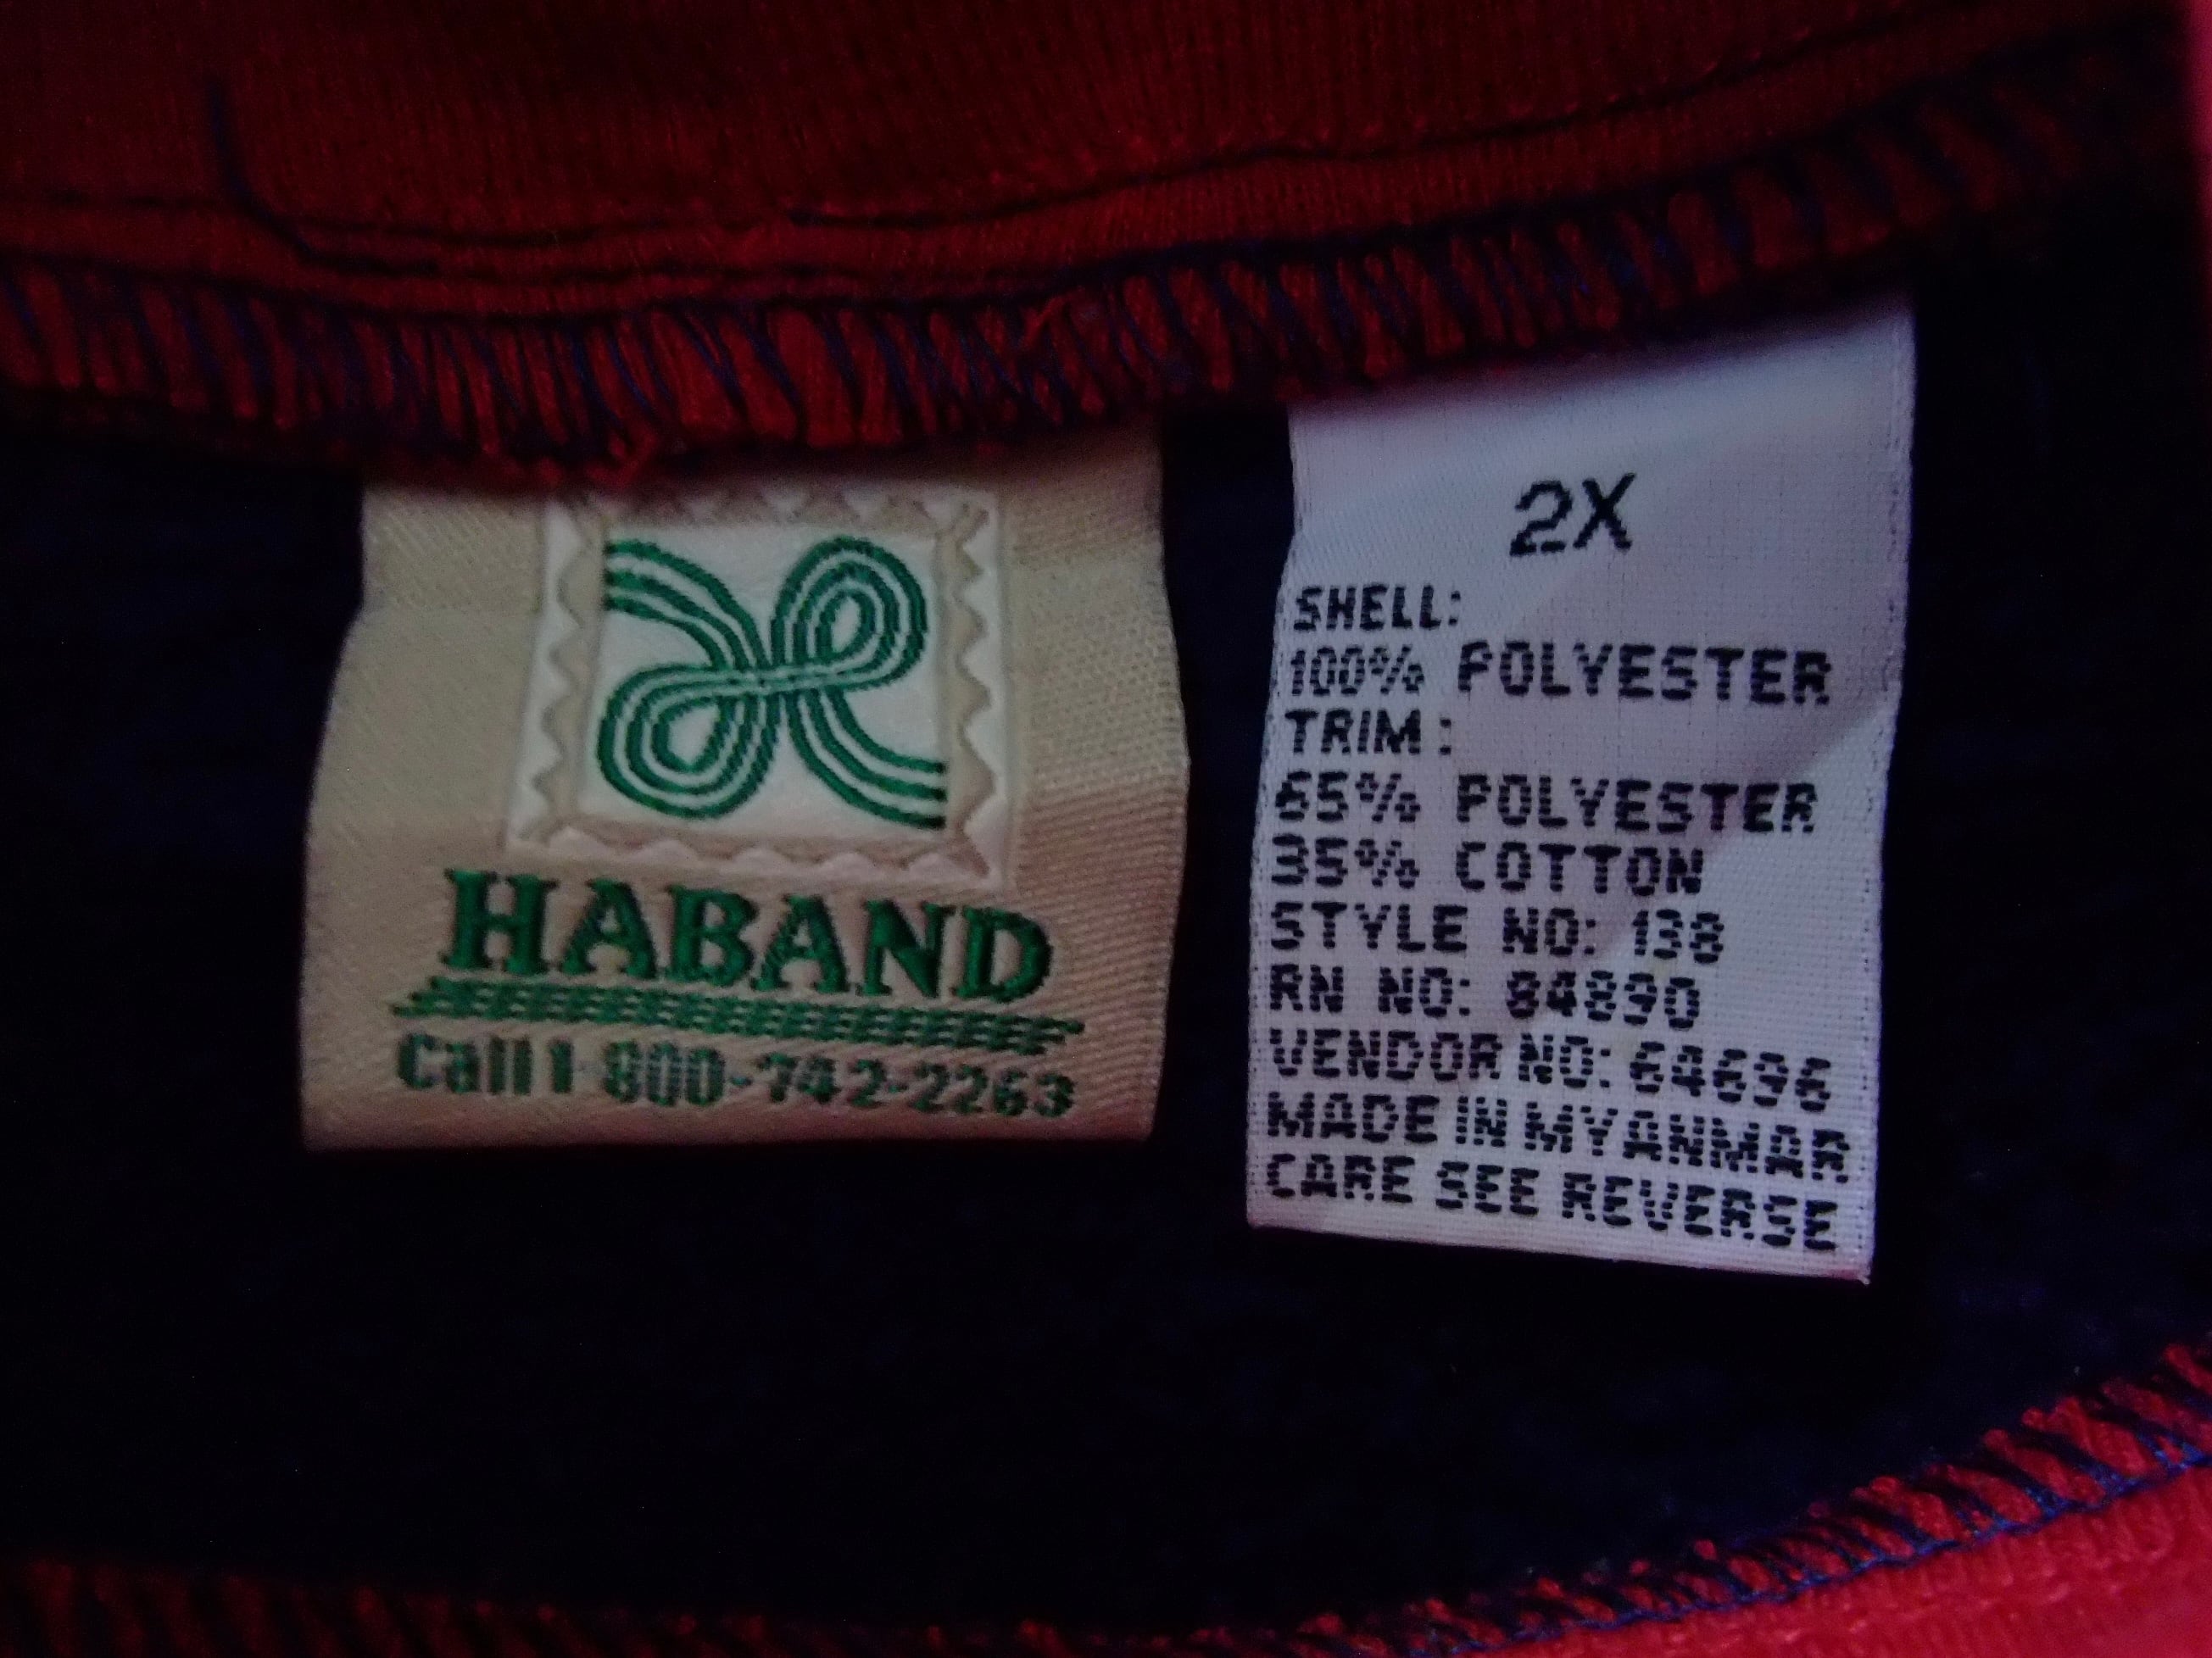 HABAND
Call 1-800-742-2263
2X
SHELL:
100% POLYESTER
TRIM:
65% POLYESTER
35% COTTON
STYLE NO: 138
RN NO: 84890
VENDOR NO: 64696
MADE IN MYANMAR
CARE SEE REVERSE